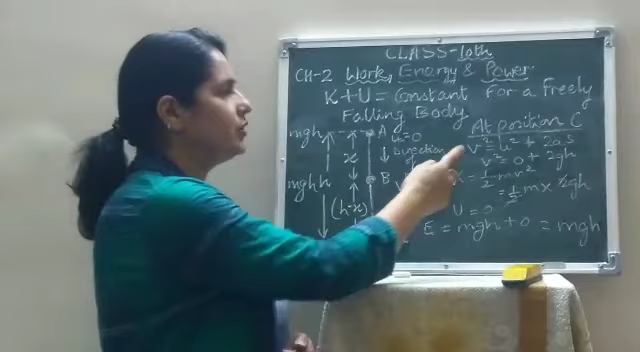 CLASS-10th
CH-2 Work, Energy & Power
K+U = Constant For a Freely
Falling Body
At position C
mgh
A
u=0
x
Direction
v² = u² + 2as
v² = 0 + 2gh
mgh
h
B
= ½ mv²
(h-x)
= ½ m x 2gh
U = 0
E = mgh + 0 = mgh